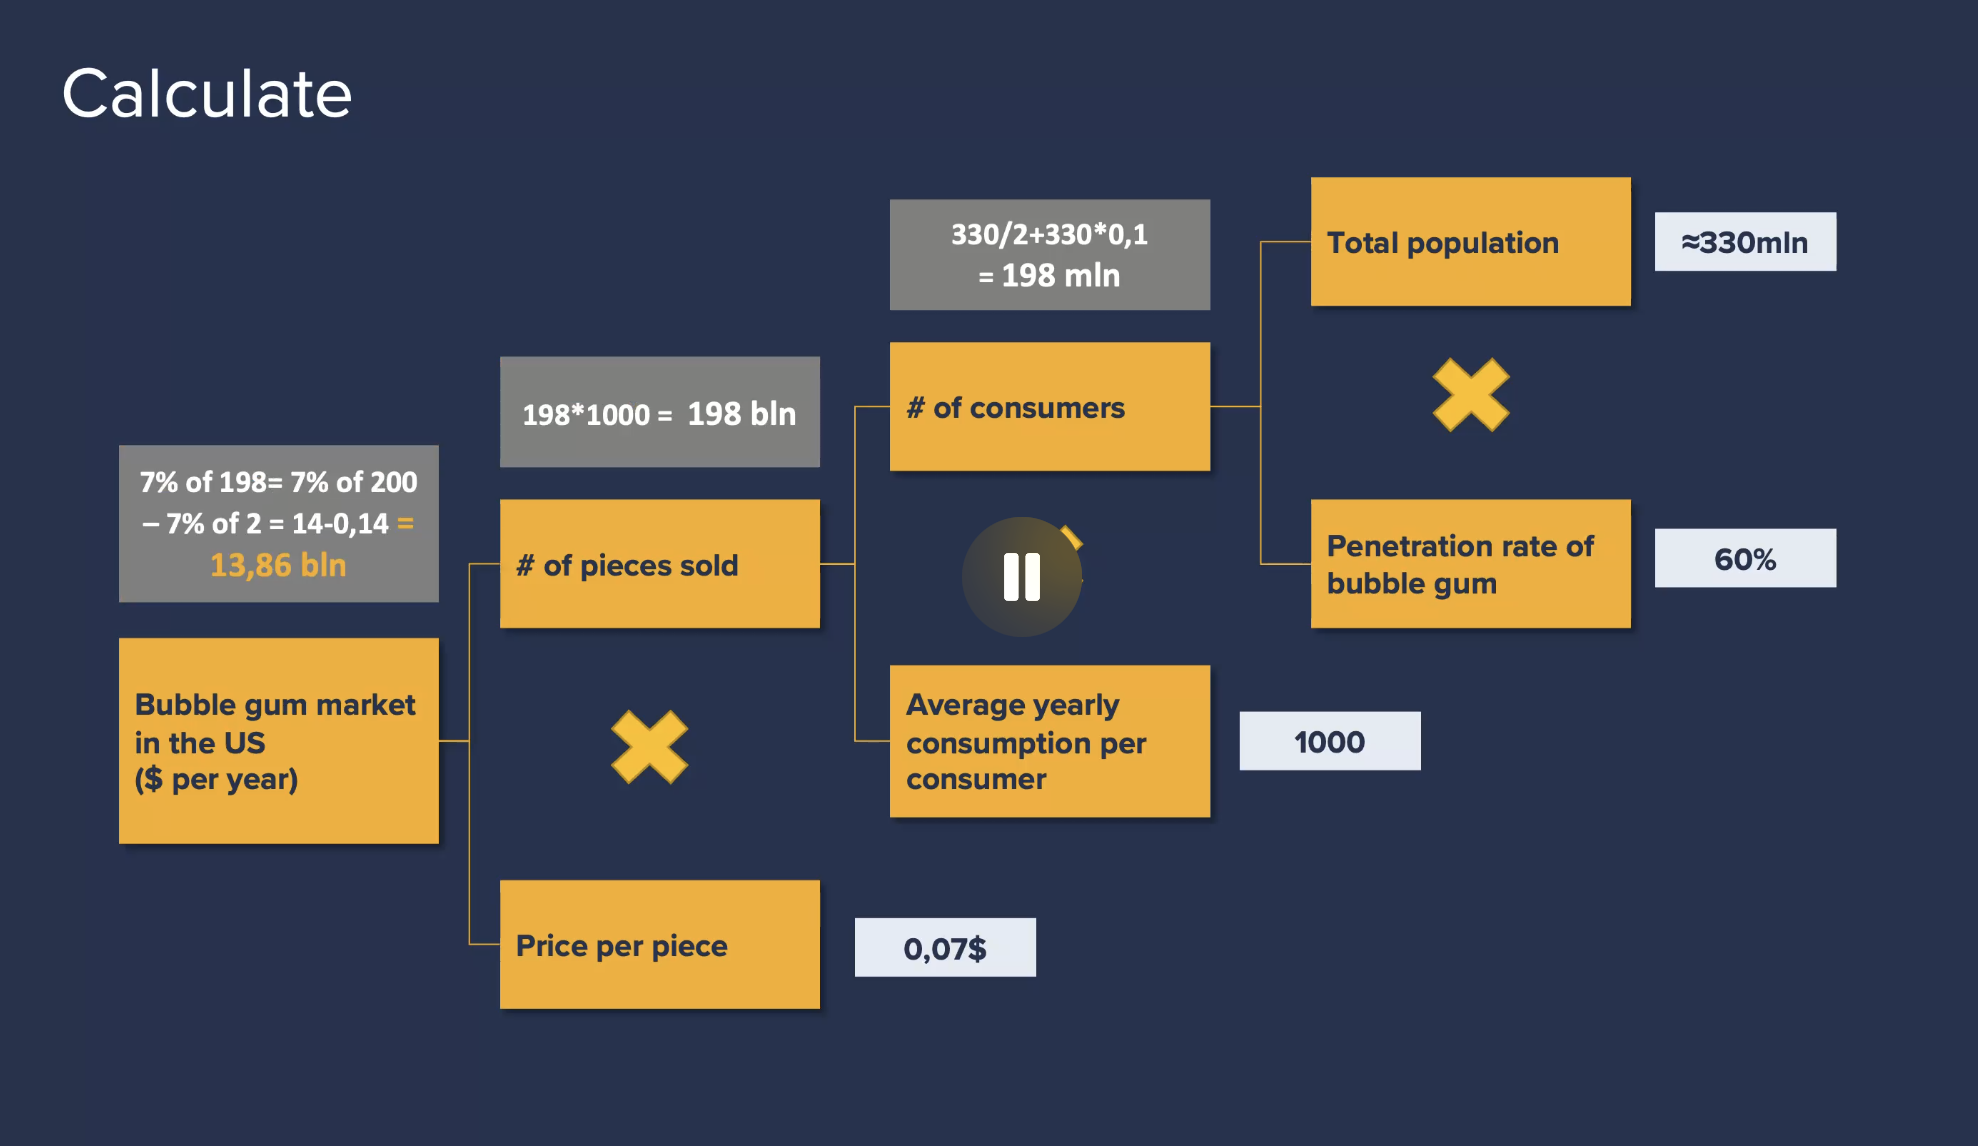 Calculate
330/2+330*0,1
= 198 mln
Total population
≈330mln
198*1000 = 198 bln
# of consumers
7% of 198= 7% of 200
– 7% of 2 = 14-0,14 =
13,86 bln
# of pieces sold
Penetration rate of
bubble gum
60%
Bubble gum market
in the US
($ per year)
Average yearly
consumption per
consumer
1000
Price per piece
0,07$